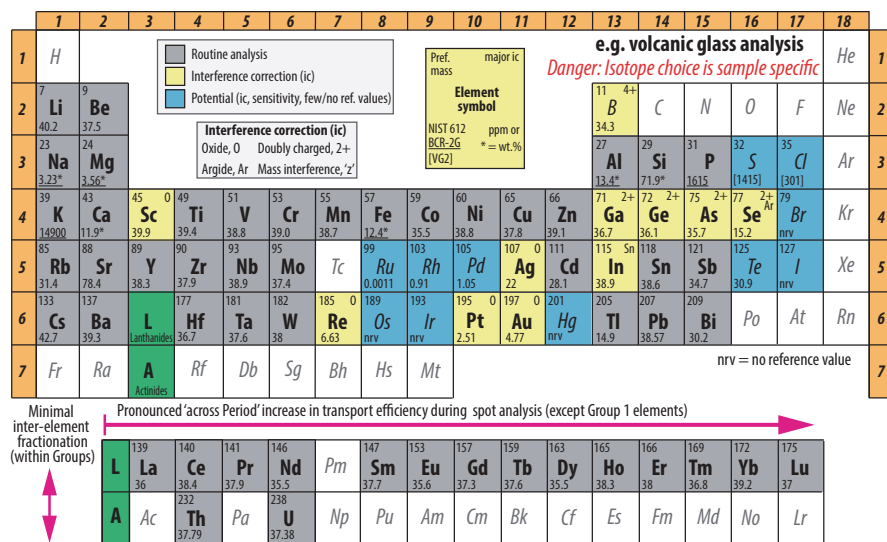 1 2 3 4 5 6 7 8 9 10 11 12 13 14 15 16 17 18
Routine analysis
Interference correction (ic)
Potential (ic, sensitivity, few/no ref. values)
Interference correction (ic)
Oxide, O Doubly charged, 2+
Argide, Ar Mass interference, 'z'
Pref. major ic
mass
Element
symbol
NIST 612 ppm or
BCR-2G * = wt.%
[VG2]
e.g. volcanic glass analysis
Danger: Isotope choice is sample specific
1 H He 1
2 7 9 11 4+ 2
Li Be B C N O F Ne
40.2 37.5 34.3
3 23 24 27 29 31 32 35 3
Na Mg Al Si P S Cl Ar
3.23* 3.56* 13.4* 71.9* 1615 [1415] [301]
4 39 43 45 O 49 51 53 55 57 59 60 65 66 71 2+ 72 2+ 75 2+ 77 2+ 79 4
K Ca Sc Ti V Cr Mn Fe Co Ni Cu Zn Ga Ge As Se Ar Br Kr
14900 11.9* 39.9 39.4 38.8 39.0 38.7 12.4* 35.5 38.8 37.8 39.1 36.9 36.1 35.7 15.2 nrv
5 85 88 89 90 93 95 99 103 105 107 O 111 115 Sn 118 121 125 127 5
Rb Sr Y Zr Nb Mo Tc Ru Rh Pd Ag Cd In Sn Sb Te I Xe
31.4 78.4 38.3 37.9 38.9 37.4 0.0011 0.91 1.05 22 28.1 38.9 38.6 34.7 30.9 nrv
6 133 137 177 181 182 185 O 189 193 195 O 197 O 201 205 207 209 6
Cs Ba L Hf Ta W Re Os Ir Pt Au Hg Tl Pb Bi Po At Rn
42.7 39.3 Lanthanides 36.7 37.6 38 6.63 nrv nrv 2.51 4.77 nrv 14.9 38.57 30.2
7 Fr Ra A Rf Db Sg Bh Hs Mt nrv = no reference value 7
Actinides
Minimal
inter-element
fractionation
(within Groups)
Pronounced 'across Period' increase in transport efficiency during spot analysis (except Group 1 elements)
139 140 141 146 147 153 157 159 163 165 166 169 172 175
L La Ce Pr Nd Pm Sm Eu Gd Tb Dy Ho Er Tm Yb Lu
36 38.4 37.9 35.5 37.7 35.6 37.3 37.6 35.5 38.3 38 36.8 39.2 37
232 238
A Ac Th Pa U Np Pu Am Cm Bk Cf Es Fm Md No Lr
37.79 37.38